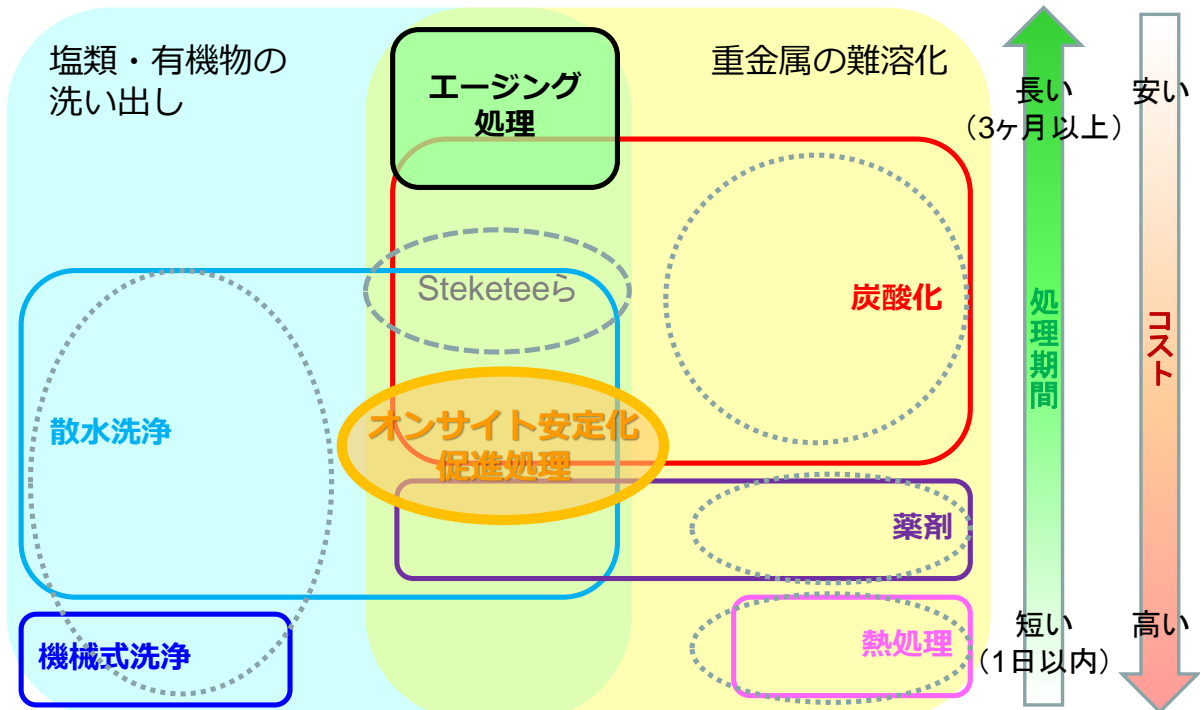 塩類・有機物の
洗い出し
エージング
処理
重金属の難溶化
長い
（3ヶ月以上）
安い
Steketeeら
炭酸化
処理期間
コスト
散水洗浄
オンサイト安定化
促進処理
薬剤
機械式洗浄
熱処理
短い
（1日以内）
高い